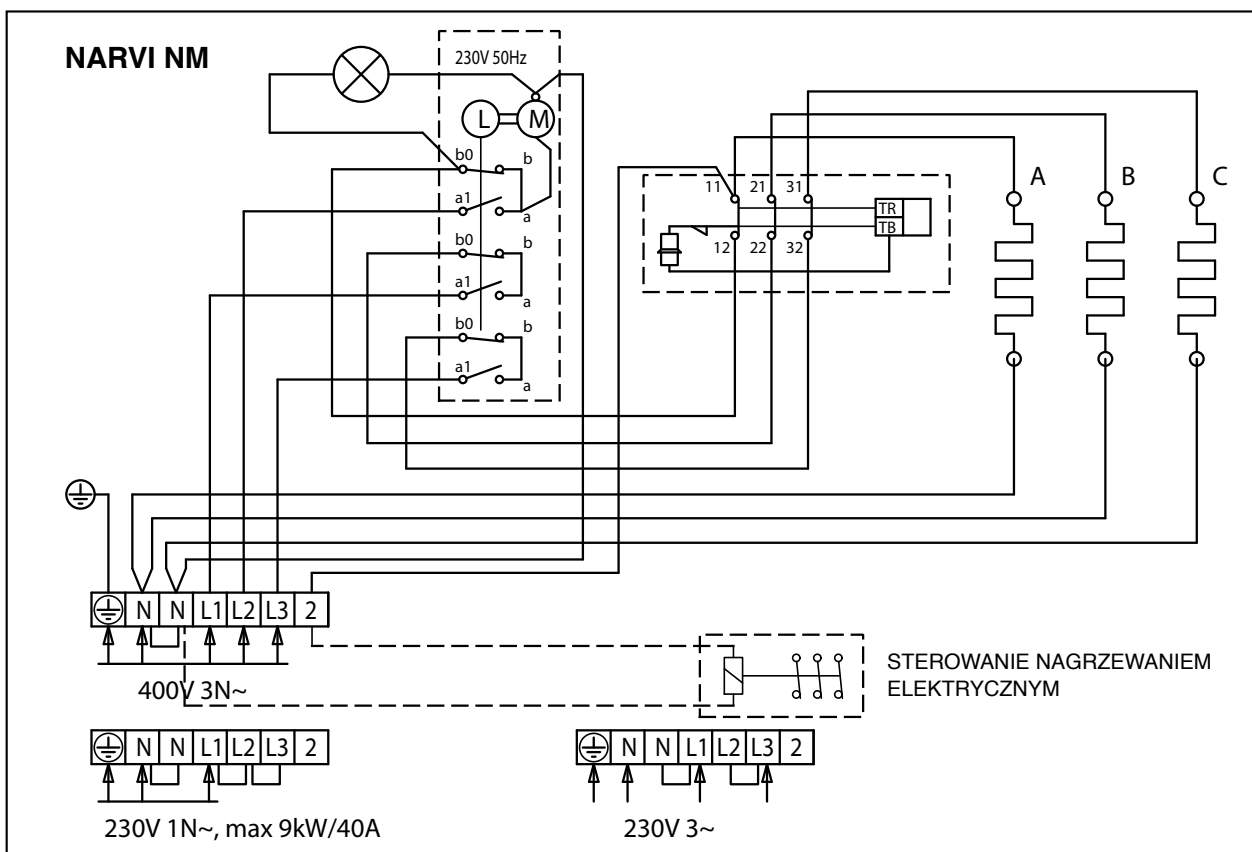 NARVI NM
230V 50Hz
L M
b0 b
a1 a
b0 b
a1 a
b0 b
a1 a
11 21 31
TR
TB
12 22 32
A B C
N N L1 L2 L3 2
400V 3N~
STEROWANIE NAGRZEWANIEM
ELEKTRYCZNYM
N N L1 L2 L3 2
230V 1N~, max 9kW/40A
N N L1 L2 L3 2
230V 3~